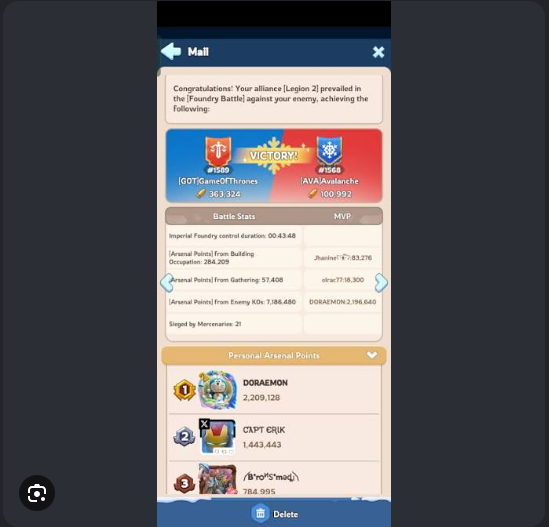 Mail
Congratulations! Your alliance [Legion 2] prevailed in
the [Foundry Battle] against your enemy, achieving the
following:
VICTORY!
#1589
#1568
[GOT]GameOfThrones
[AVA]Avalanche
363,324
100,992
Battle Stats
MVP
Imperial Foundry control duration: 00:43:48
[Arsenal Points] from Building
Occupation: 284,209
:83,276
[Arsenal Points] from Gathering: 57,408
olrac77:18,300
[Arsenal Points] from Enemy KOs: 7,186,480
DORAEMON:2,196,640
Sieged by Mercenaries: 21
Personal Arsenal Points
1
DORAEMON
2,209,128
X
2
1,443,443
3
784,995
Delete